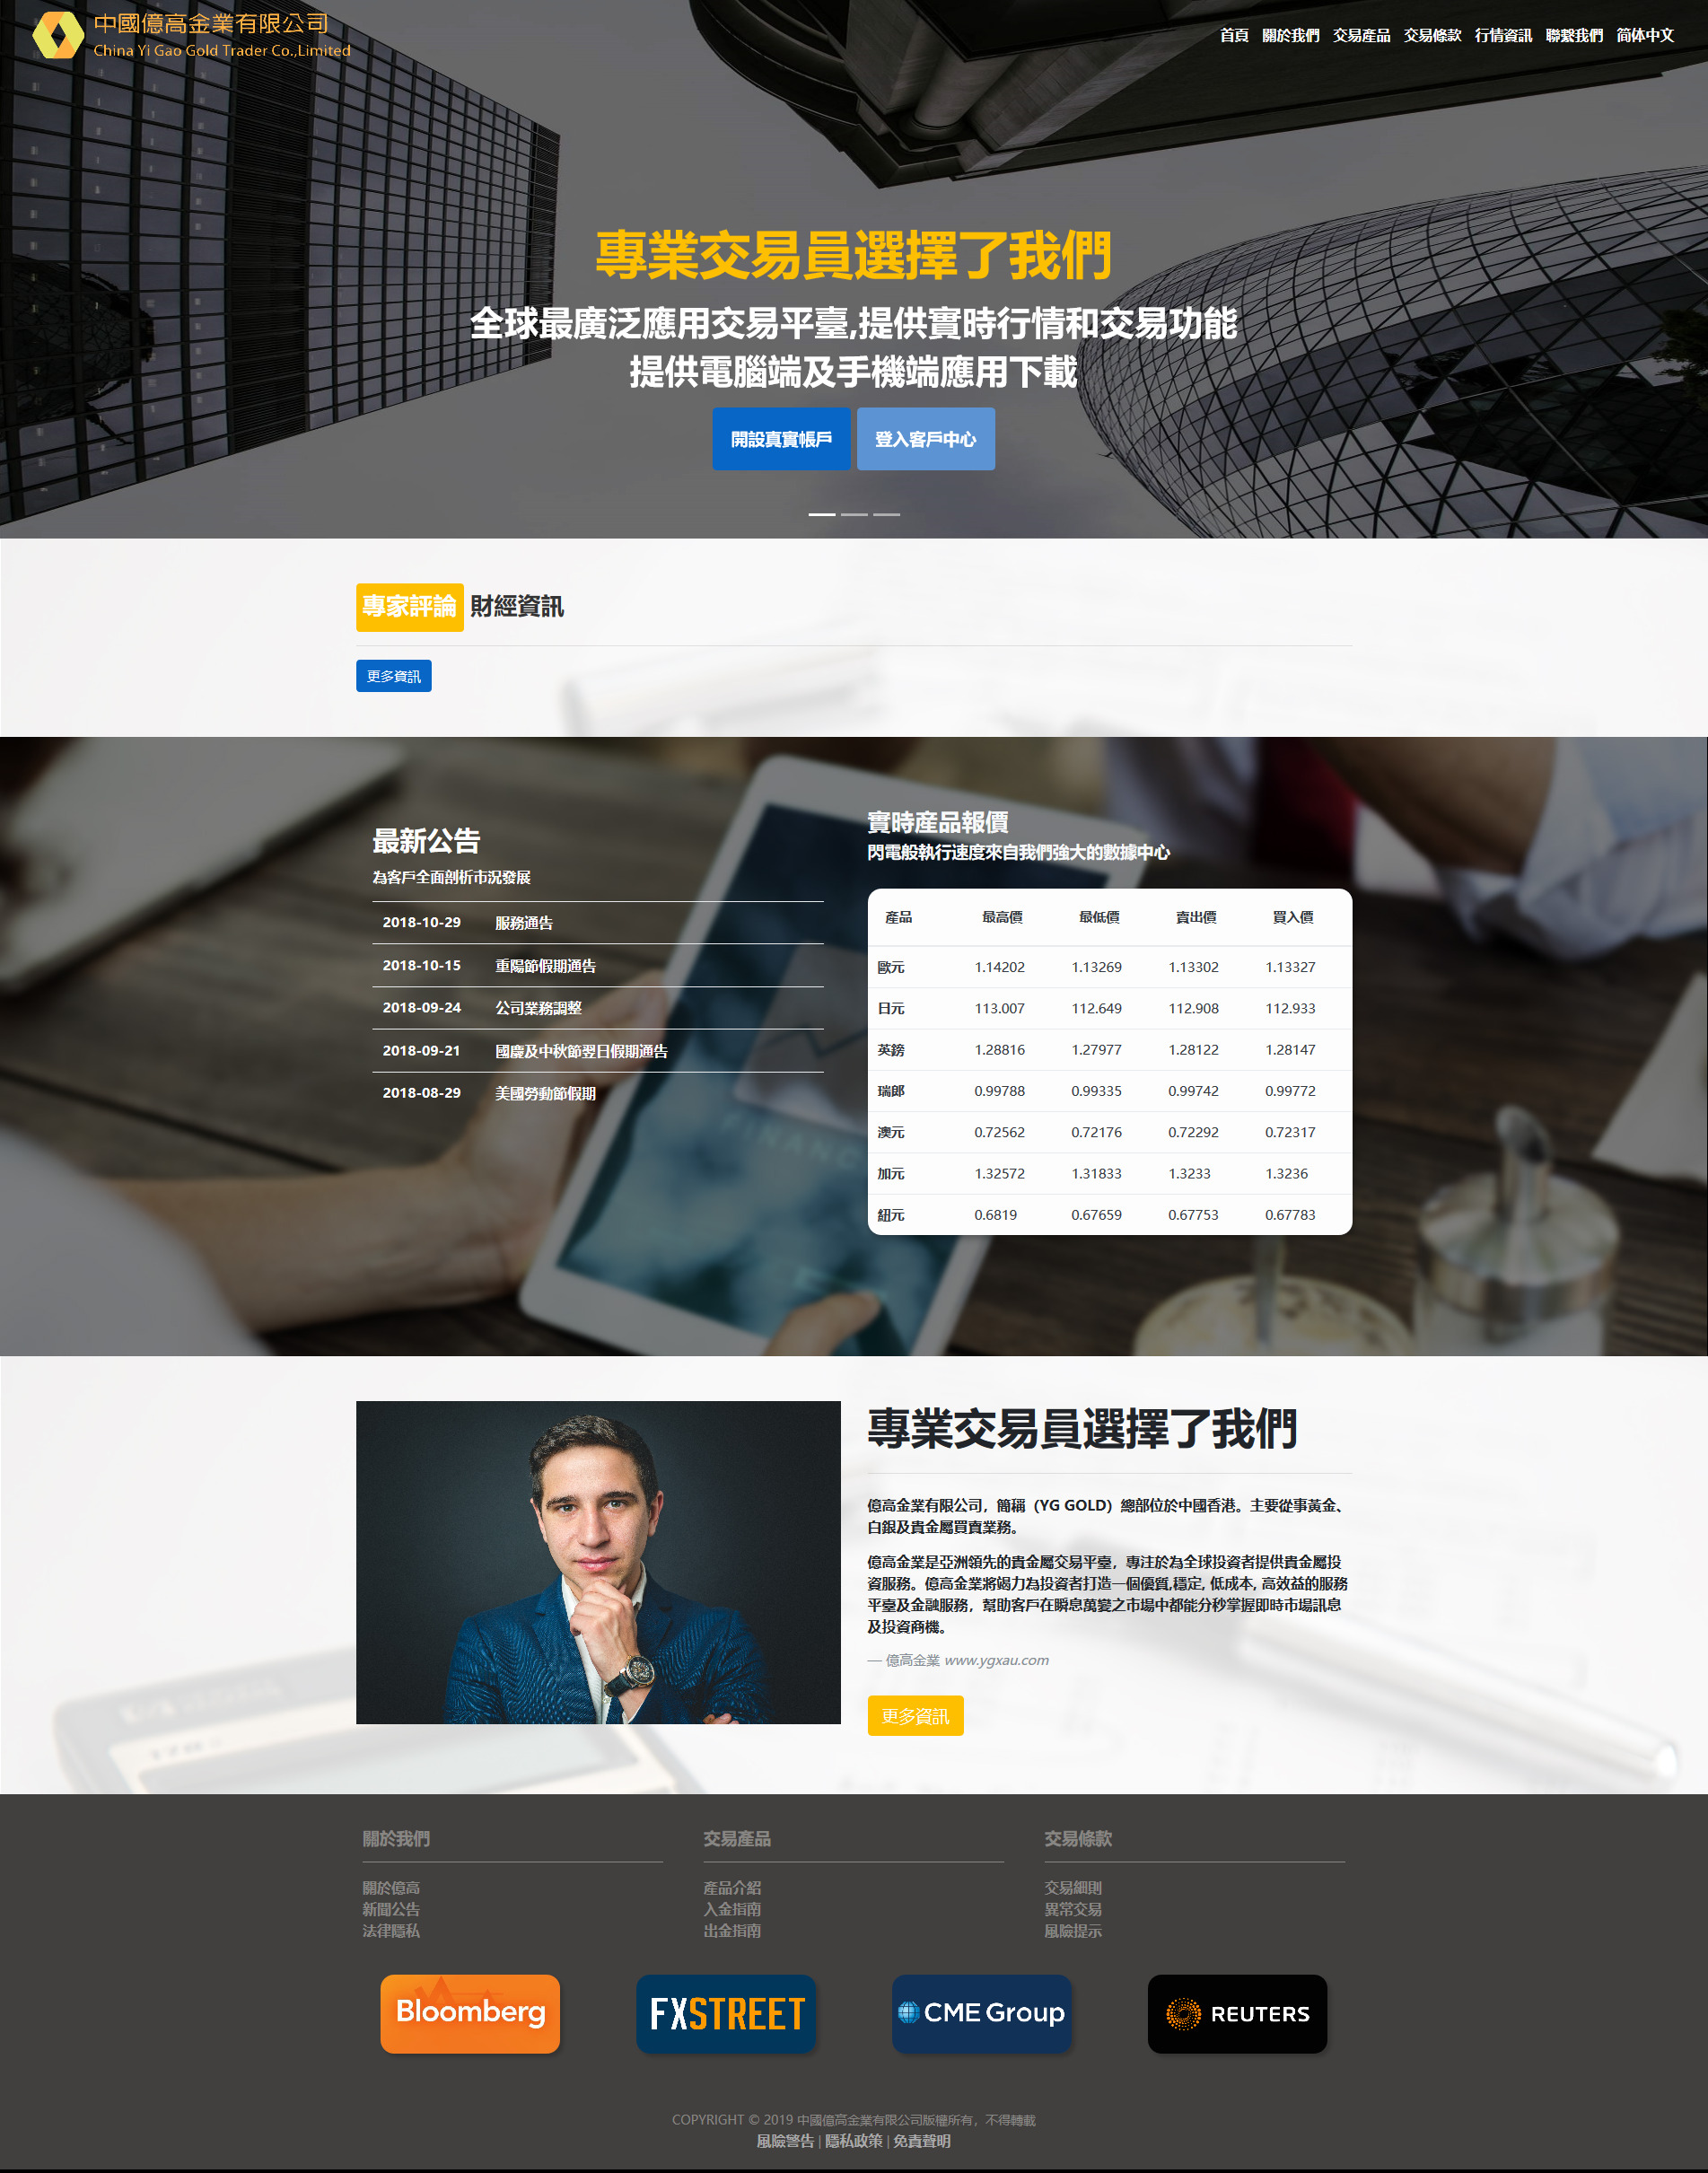 中國億高金業有限公司
China Yi Gao Gold Trader Co.,Limited
首頁 關於我們 交易產品 交易條款 行情資訊 聯繫我們 简体中文
專業交易員選擇了我們
全球最廣泛應用交易平臺,提供實時行情和交易功能
提供電腦端及手機端應用下載
開設真實帳戶 登入客戶中心
專家評論 財經資訊
更多資訊
最新公告
為客戶全面剖析市況發展
2018-10-29 服務通告
2018-10-15 重陽節假期通告
2018-09-24 公司業務調整
2018-09-21 國慶及中秋節翌日假期通告
2018-08-29 美國勞動節假期
實時産品報價
閃電般執行速度來自我們強大的數據中心
產品 最高價 最低價 賣出價 買入價
歐元 1.14202 1.13269 1.13302 1.13327
日元 113.007 112.649 112.908 112.933
英鎊 1.28816 1.27977 1.28122 1.28147
瑞郎 0.99788 0.99335 0.99742 0.99772
澳元 0.72562 0.72176 0.72292 0.72317
加元 1.32572 1.31833 1.3233 1.3236
紐元 0.6819 0.67659 0.67753 0.67783
FINANC
專業交易員選擇了我們
億高金業有限公司，簡稱（YG GOLD）總部位於中國香港。主要從事黃金、
白銀及貴金屬買賣業務。
億高金業是亞洲領先的貴金屬交易平臺，專注於為全球投資者提供貴金屬投
資服務。億高金業將竭力為投資者打造一個優質,穩定, 低成本, 高效益的服務
平臺及金融服務，幫助客戶在瞬息萬變之市場中都能分秒掌握即時市場訊息
及投資商機。
— 億高金業 www.ygxau.com
更多資訊
關於我們 交易產品 交易條款
關於億高 產品介紹 交易細則
新聞公告 入金指南 異常交易
法律隱私 出金指南 風險提示
Bloomberg FXSTREET CME Group REUTERS
COPYRIGHT © 2019 中國億高金業有限公司版權所有，不得轉載
風險警告 | 隱私政策 | 免責聲明